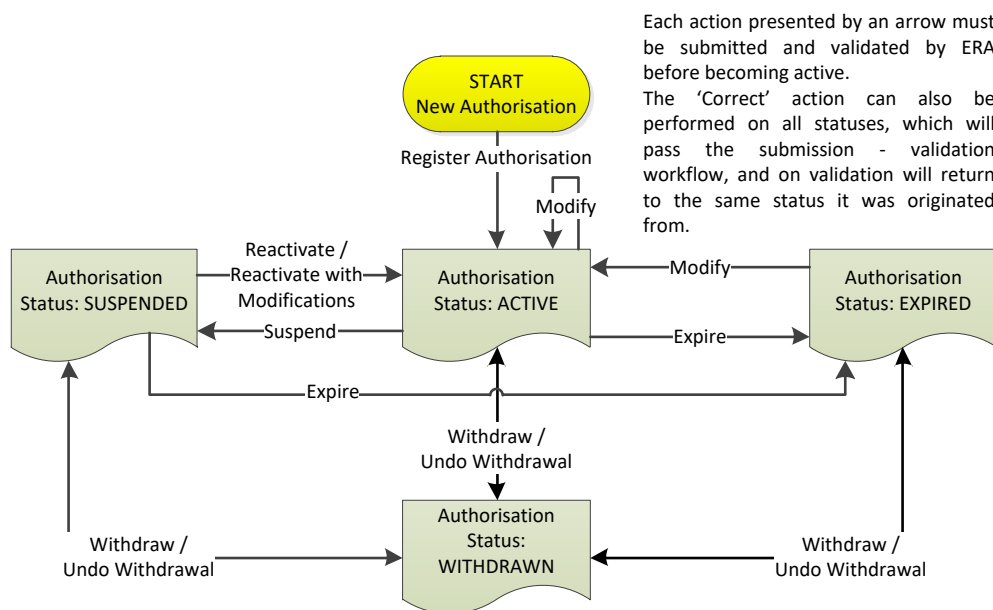 Each action presented by an arrow must
be submitted and validated by ERA
before becoming active.
The ‘Correct’ action can also be
performed on all statuses, which will
pass the submission - validation
workflow, and on validation will return
to the same status it was originated
from.
START
New Authorisation
Register Authorisation
Modify
Authorisation
Status: SUSPENDED
Reactivate /
Reactivate with
Modifications
Suspend
Authorisation
Status: ACTIVE
Modify
Expire
Authorisation
Status: EXPIRED
Expire
Withdraw /
Undo Withdrawal
Withdraw /
Undo Withdrawal
Authorisation
Status:
WITHDRAWN
Withdraw /
Undo Withdrawal